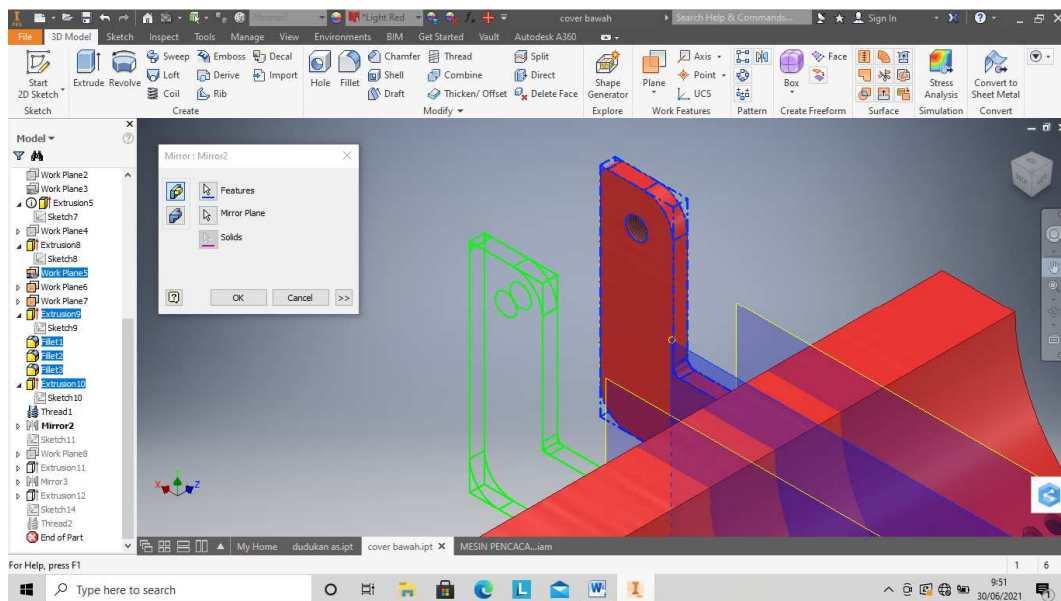 Material
"Light Red
cover bawah
Search Help & Commands...
Sign In
File 3D Model Sketch Inspect Tools Manage View Environments BIM Get Started Vault Autodesk A360
Start
2D Sketch
Extrude Revolve
Sweep Emboss Decal
Loft Derive Import
Coil Rib
Hole Fillet
Chamfer Thread Split
Shell Combine Direct
Draft Thicken/ Offset Delete Face
Shape
Generator
Plane
Axis
Point
UCS
Box
Face
Stress
Analysis
Convert to
Sheet Metal
Sketch Create Modify Explore Work Features Pattern Create Freeform Surface Simulation Convert
Model
Work Plane2
Work Plane3
Extrusion5
Sketch7
Work Plane4
Extrusion8
Sketch8
Work Plane5
Work Plane6
Work Plane7
Extrusion9
Sketch9
Fillet1
Fillet2
Fillet3
Extrusion10
Sketch10
Thread1
Mirror2
Sketch11
Work Plane8
Extrusion11
Mirror3
Extrusion12
Sketch14
Thread2
End of Part
Mirror : Mirror2
Features
Mirror Plane
Solids
OK Cancel >>
X Y Z
My Home dudukan as.ipt cover bawah.ipt MESIN PENCACA...iam
For Help, press F1
1 6
Type here to search
9:51
30/06/2021